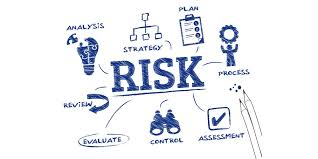 PLAN
ANALYSIS
STRATEGY
RISK
PROCESS
REVIEW
EVALUATE
CONTROL
ASSESSMENT